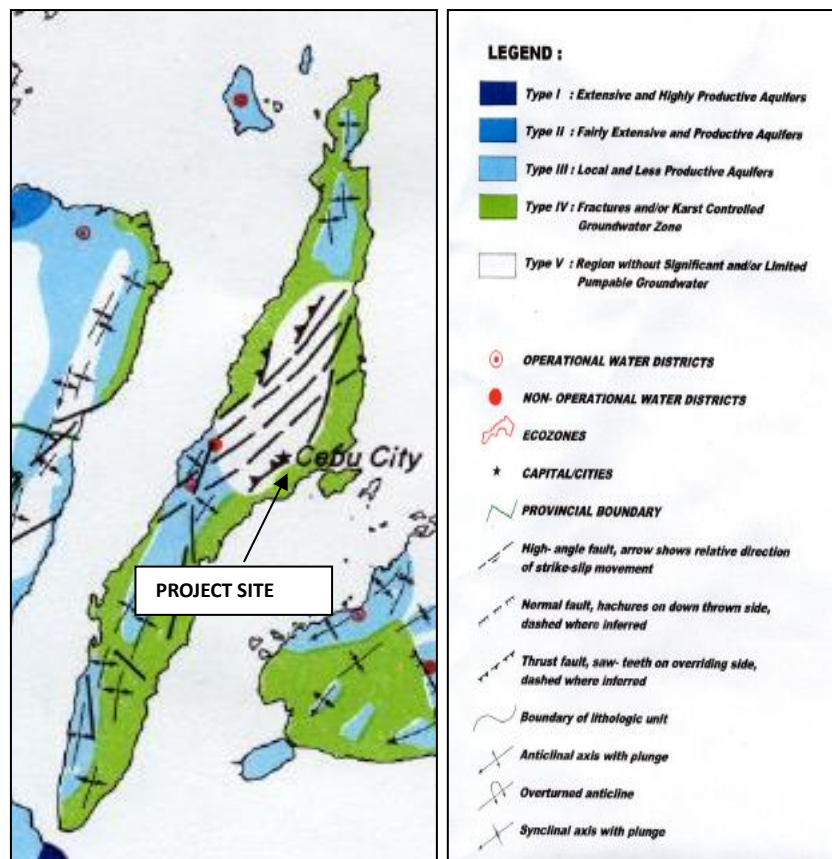 Cebu City
PROJECT SITE
LEGEND :
Type I : Extensive and Highly Productive Aquifers
Type II : Fairly Extensive and Productive Aquifers
Type III : Local and Less Productive Aquifers
Type IV : Fractures and/or Karst Controlled
Groundwater Zone
Type V : Region without Significant and/or Limited
Pumpable Groundwater
OPERATIONAL WATER DISTRICTS
NON- OPERATIONAL WATER DISTRICTS
ECOZONES
CAPITAL/CITIES
PROVINCIAL BOUNDARY
High- angle fault, arrow shows relative direction
of strike-slip movement
Normal fault, hachures on down thrown side,
dashed where inferred
Thrust fault, saw- teeth on overriding side,
dashed where inferred
Boundary of lithologic unit
Anticlinal axis with plunge
Overturned anticline
Synclinal axis with plunge